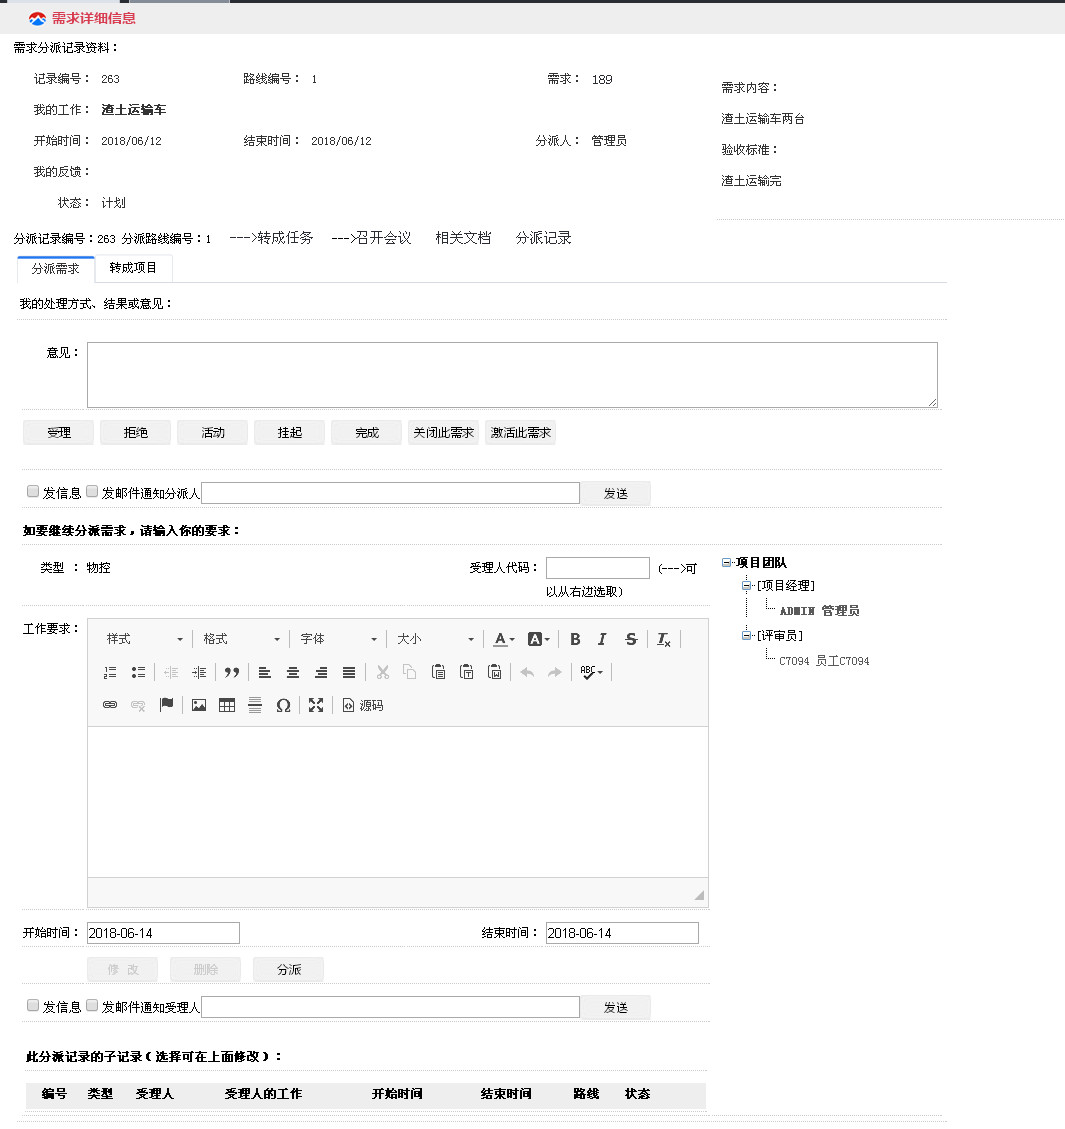 需求详细信息
需求分派记录资料：
记录编号： 263 路线编号： 1 需求： 189
我的工作： 渣土运输车
开始时间： 2018/06/12 结束时间： 2018/06/12 分派人： 管理员
我的反馈：
状态： 计划
需求内容：
渣土运输车两台
验收标准：
渣土运输完
分派记录编号：263 分派路线编号：1 --->转成任务 --->召开会议 相关文档 分派记录
分派需求 转成项目
我的处理方式、结果或意见：
意见：
受理 拒绝 活动 挂起 完成 关闭此需求 激活此需求
发信息 发邮件通知分派人 发送
如要继续分派需求，请输入你的要求：
类型 ： 物控 受理人代码： (--->可
以从右边选取)
工作要求：
样式 格式 字体 大小 A A B I S Tx
ABC
源码
开始时间： 2018-06-14 结束时间： 2018-06-14
修 改 删除 分派
发信息 发邮件通知受理人 发送
项目团队
[项目经理]
ADMIN 管理员
[评审员]
C7094 员工C7094
此分派记录的子记录（选择可在上面修改）：
编号 类型 受理人 受理人的工作 开始时间 结束时间 路线 状态